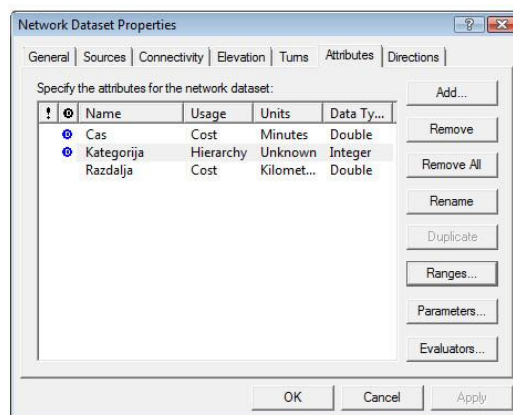 Network Dataset Properties
General Sources Connectivity Elevation Turns Attributes Directions
Specify the attributes for the network dataset:
! Name Usage Units Data Ty...
Cas Cost Minutes Double
Kategorija Hierarchy Unknown Integer
Razdalja Cost Kilomet... Double
Add...
Remove
Remove All
Rename
Duplicate
Ranges...
Parameters...
Evaluators...
OK Cancel Apply